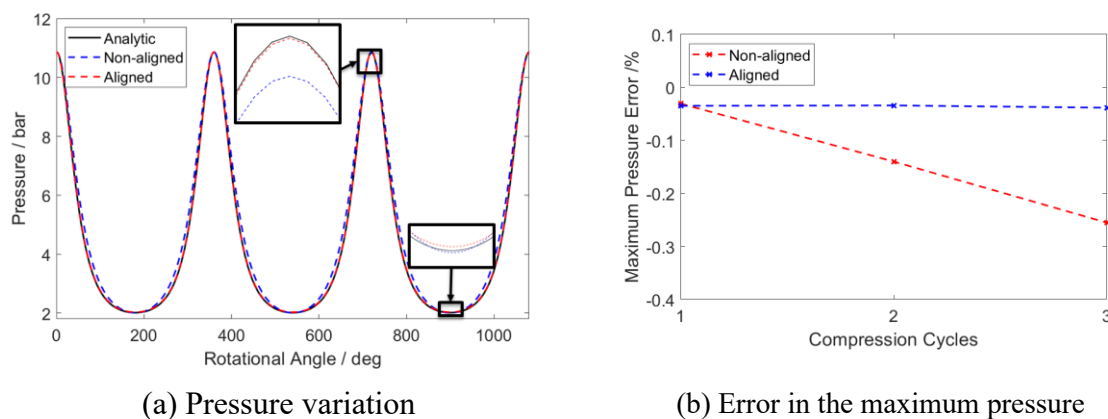 12
10
8
6
4
2
Pressure / bar
Analytic
Non-aligned
Aligned
0
200
400
600
800
1000
Rotational Angle / deg
(a) Pressure variation
0.1
0
-0.1
-0.2
-0.3
-0.4
Maximum Pressure Error /%
Non-aligned
Aligned
1
2
3
Compression Cycles
(b) Error in the maximum pressure